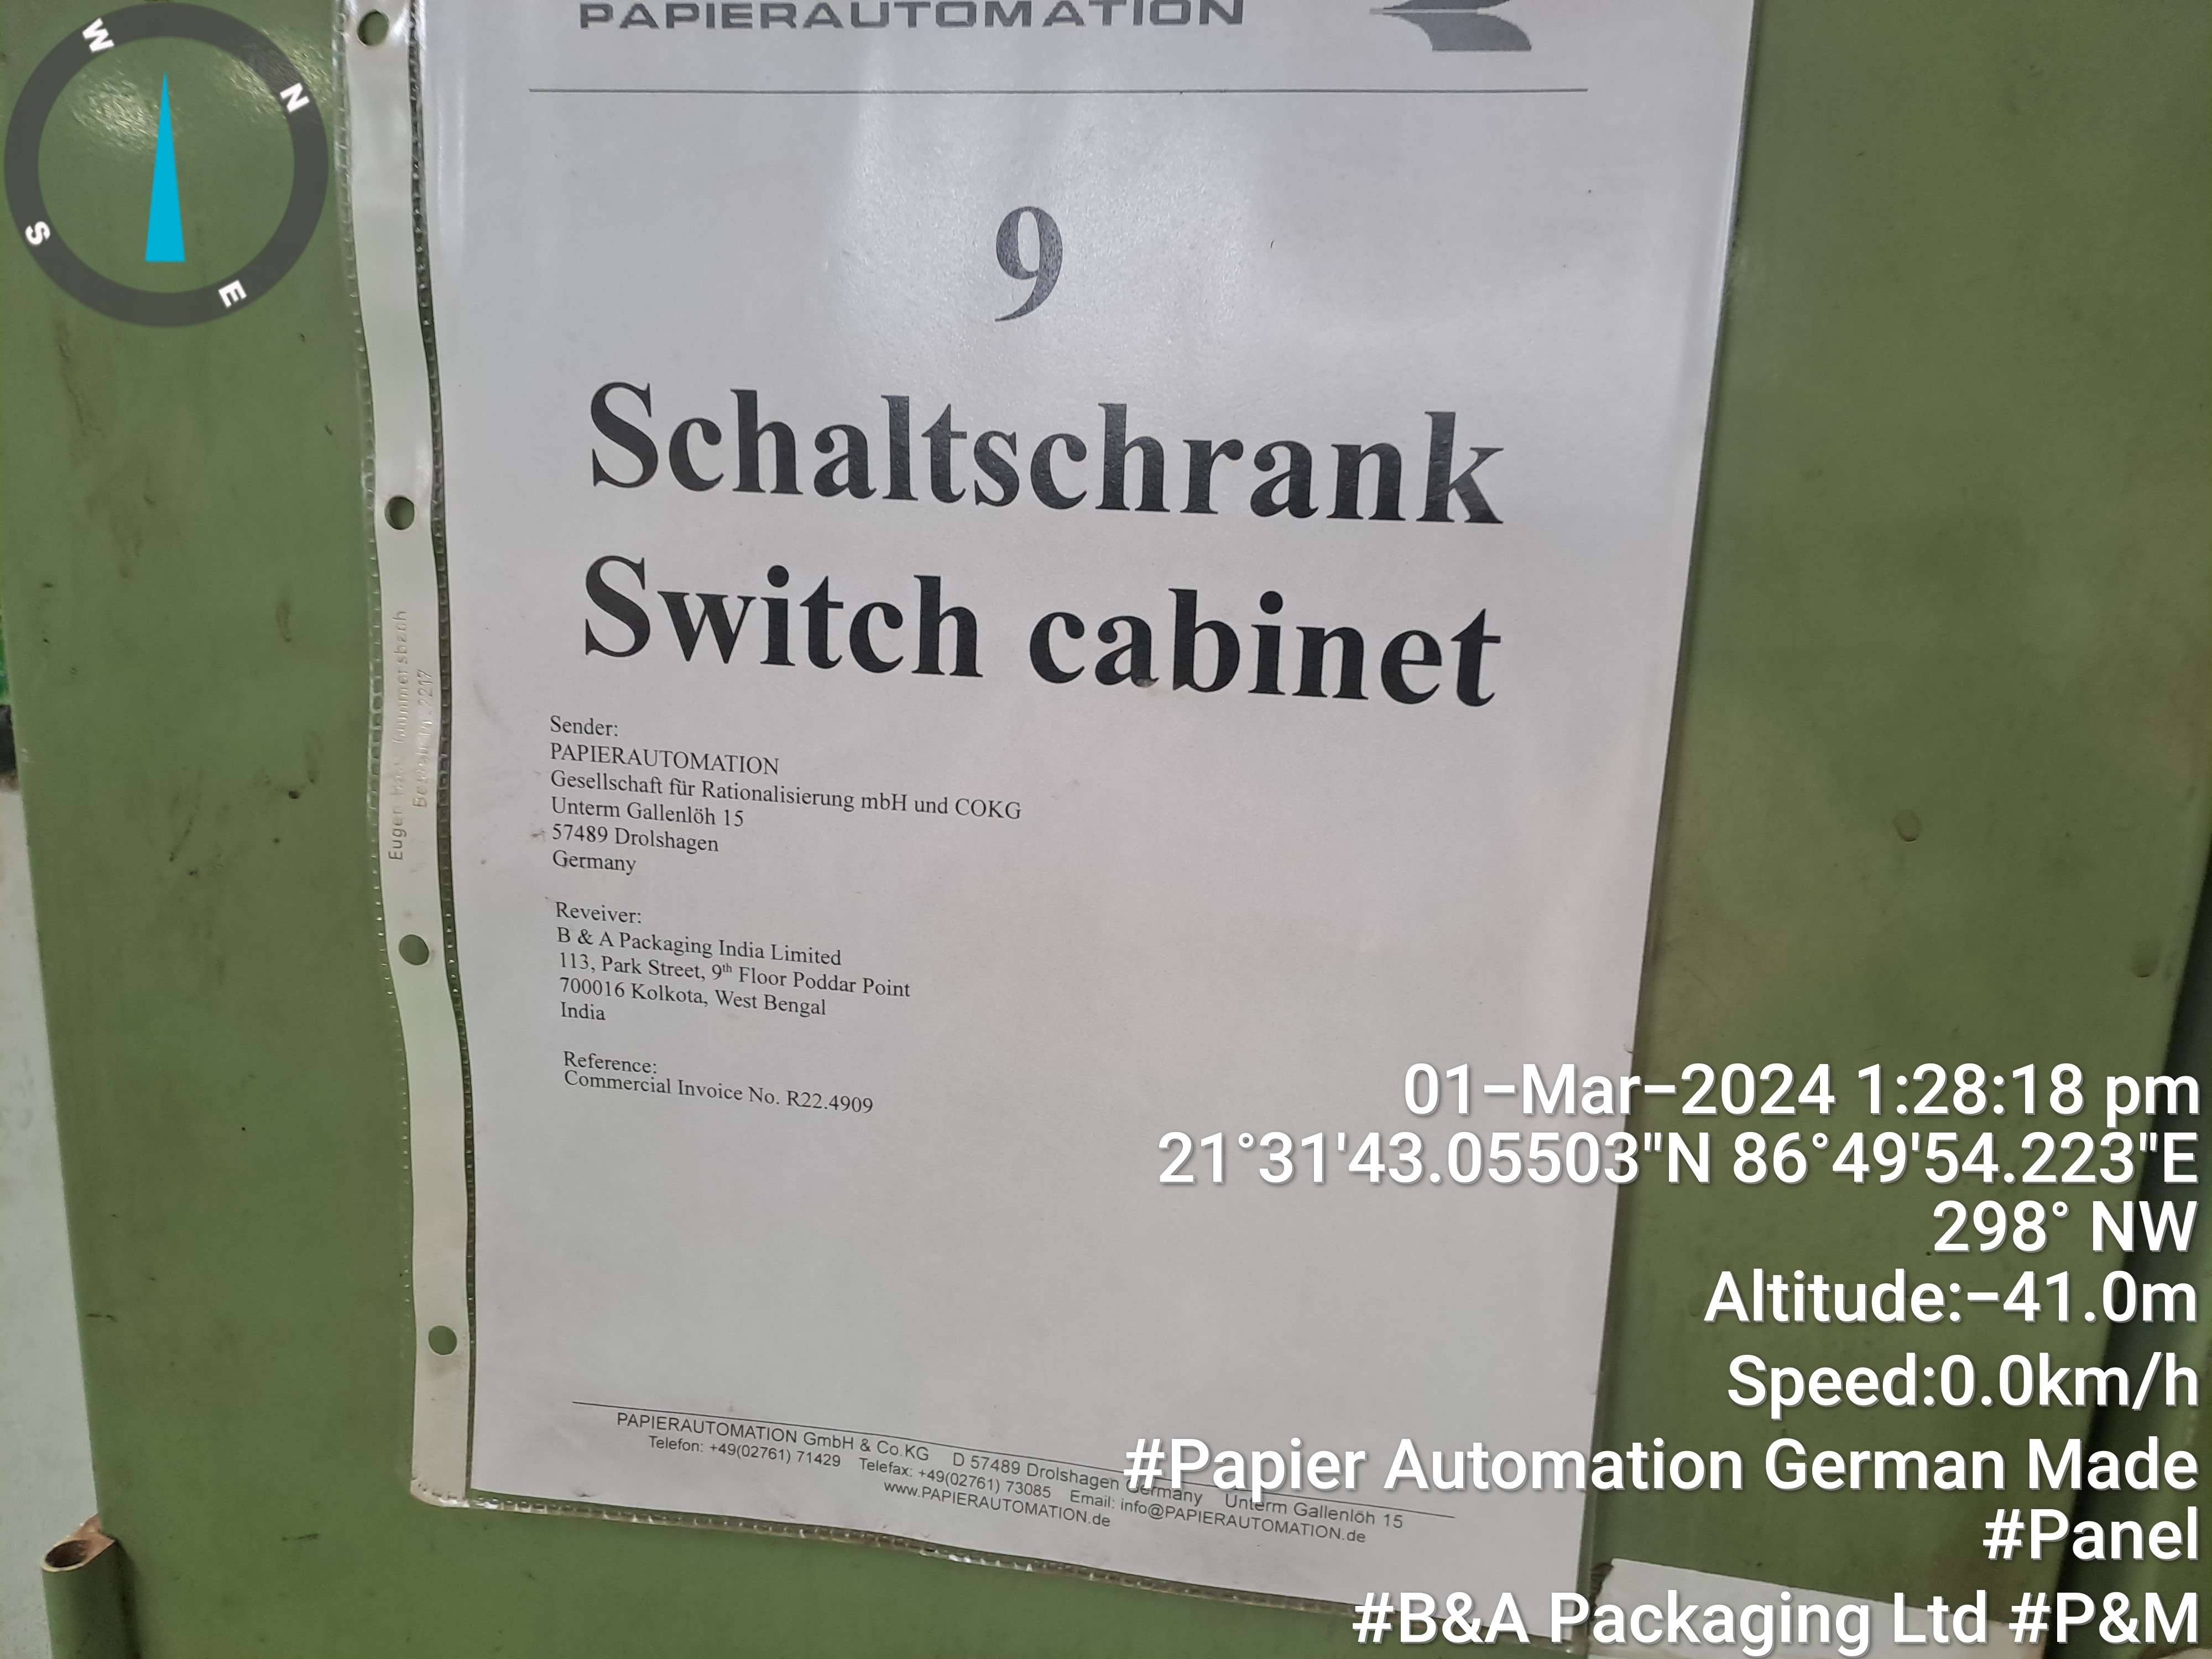 PAPIERAUTOMATION
W
N
S
E
9
Schaltschrank
Switch cabinet
Sender:
PAPIERAUTOMATION
Gesellschaft für Rationalisierung mbH und COKG
Unterm Gallenlöh 15
57489 Drolshagen
Germany
Reveiver:
B & A Packaging India Limited
113, Park Street, 9th Floor Poddar Point
700016 Kolkota, West Bengal
India
Reference:
Commercial Invoice No. R22.4909
Eugen
PAPIERAUTOMATION GmbH & Co.KG D 57489 Drolshagen Germany Unterm Gallenlöh 15
Telefon: +49(02761) 71429 Telefax: +49(02761) 73085 Email: info@PAPIERAUTOMATION.de
www.PAPIERAUTOMATION.de
01-Mar-2024 1:28:18 pm
21°31'43.05503"N 86°49'54.223"E
298° NW
Altitude:-41.0m
Speed:0.0km/h
#Papier Automation German Made
#Panel
#B&A Packaging Ltd #P&M